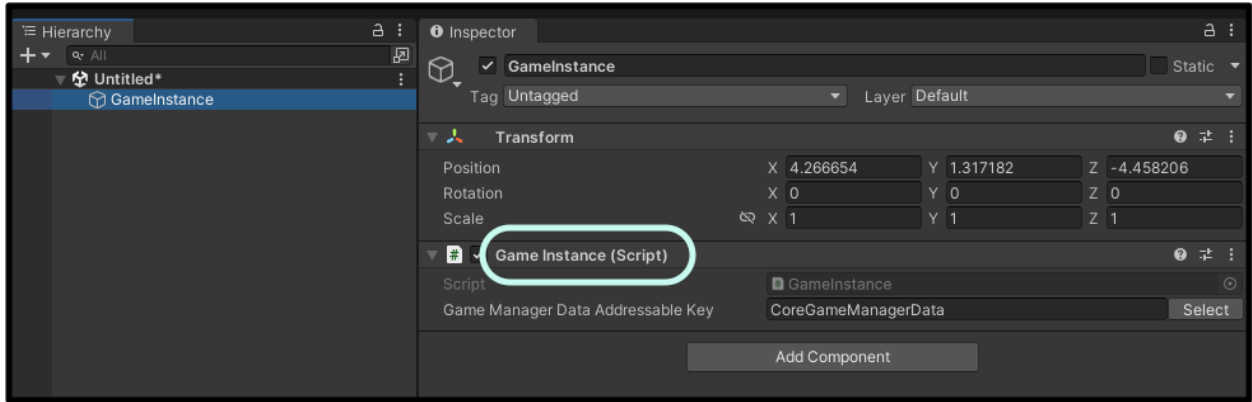 Hierarchy
All
Untitled*
GameInstance
Inspector
GameInstance Static
Tag Untagged Layer Default
Transform
Position X 4.266654 Y 1.317182 Z -4.458206
Rotation X 0 Y 0 Z 0
Scale X 1 Y 1 Z 1
# Game Instance (Script)
Script # GameInstance
Game Manager Data Addressable Key CoreGameManagerData Select
Add Component